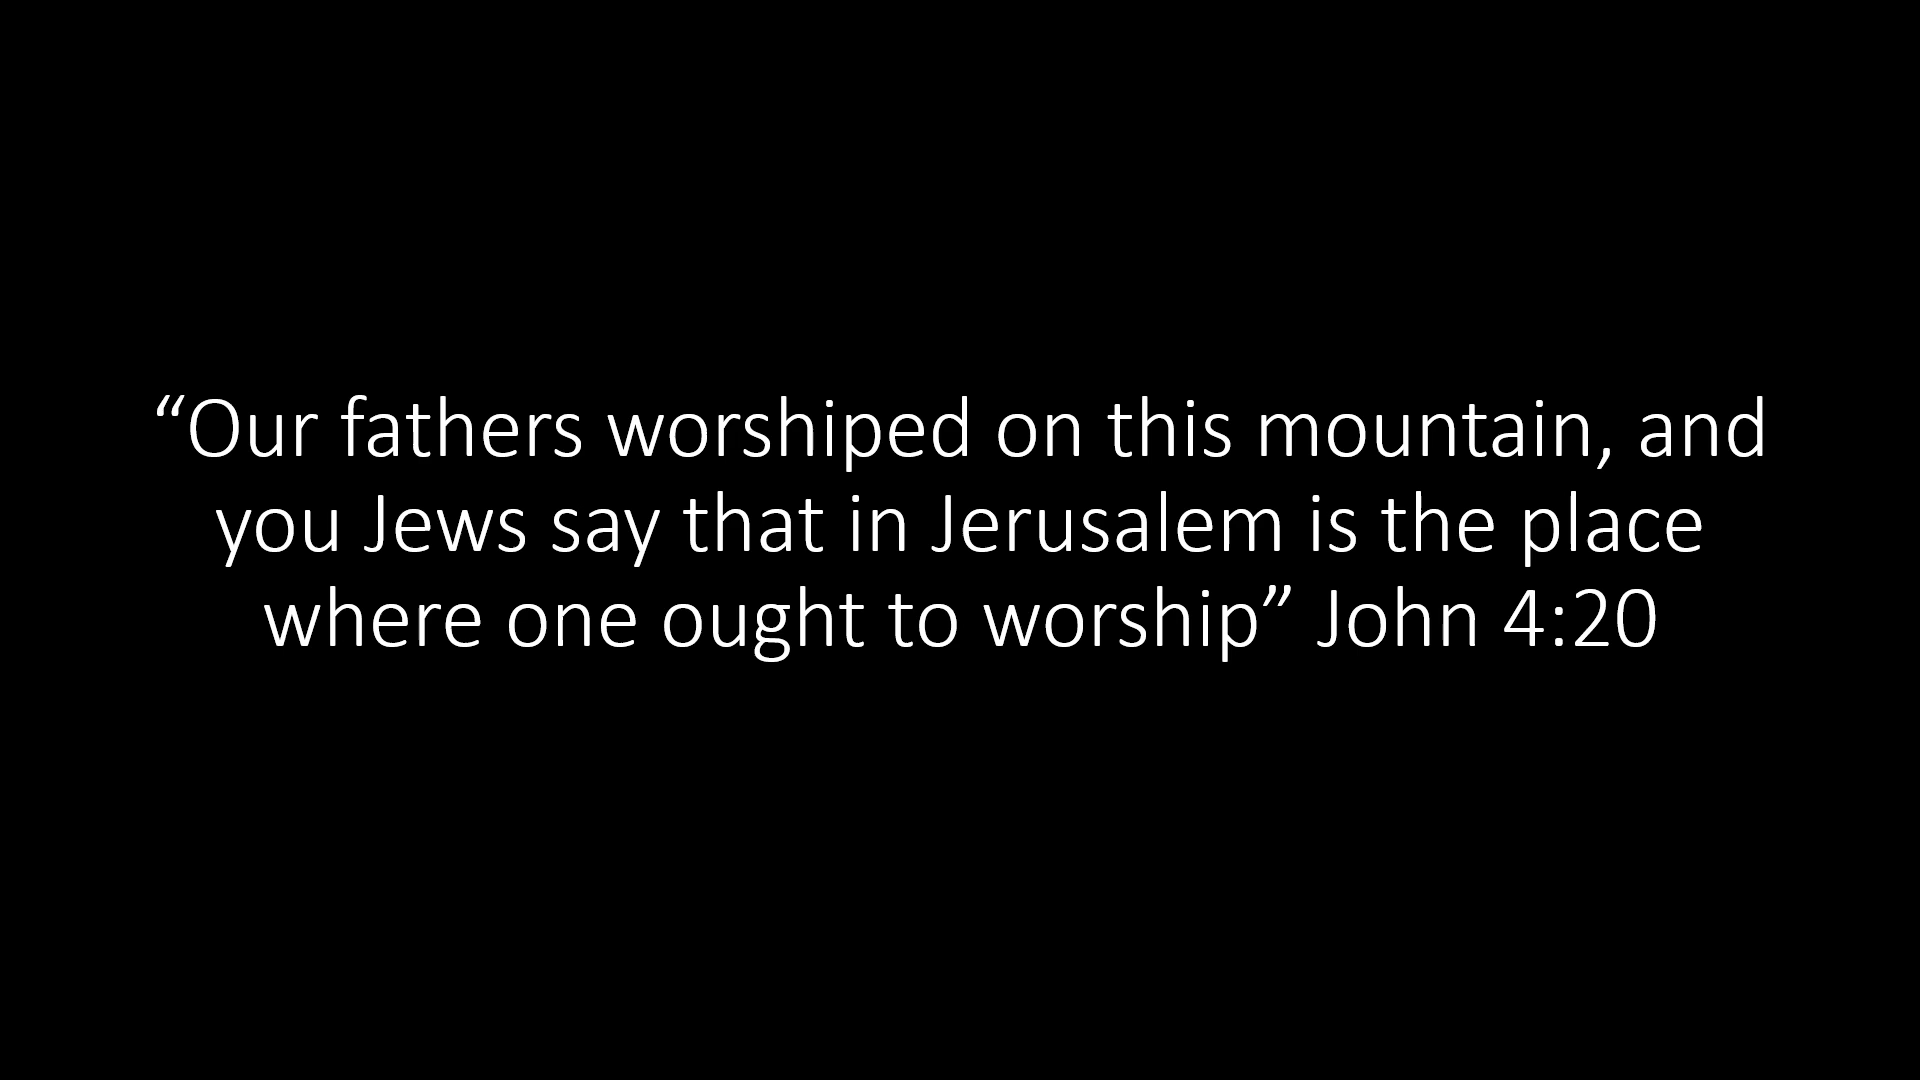 “Our fathers worshiped on this mountain, and
you Jews say that in Jerusalem is the place
where one ought to worship” John 4:20